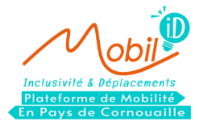 Mobil iD
Inclusivité & Déplacements
Plateforme de Mobilité
En Pays de Cornouaille